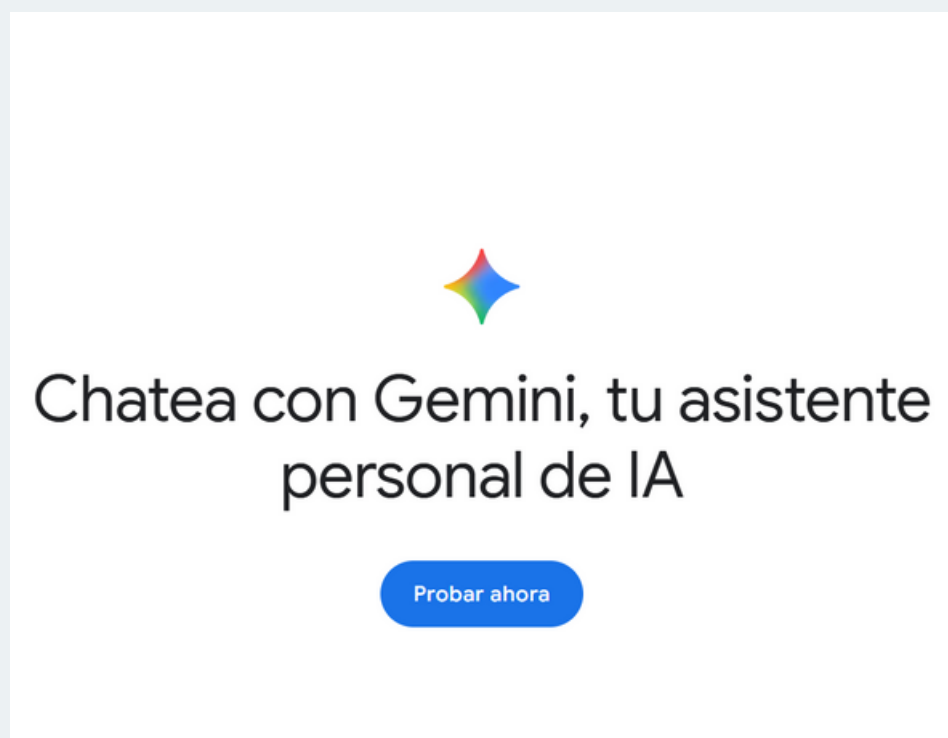 Chatea con Gemini, tu asistente
personal de IA
Probar ahora